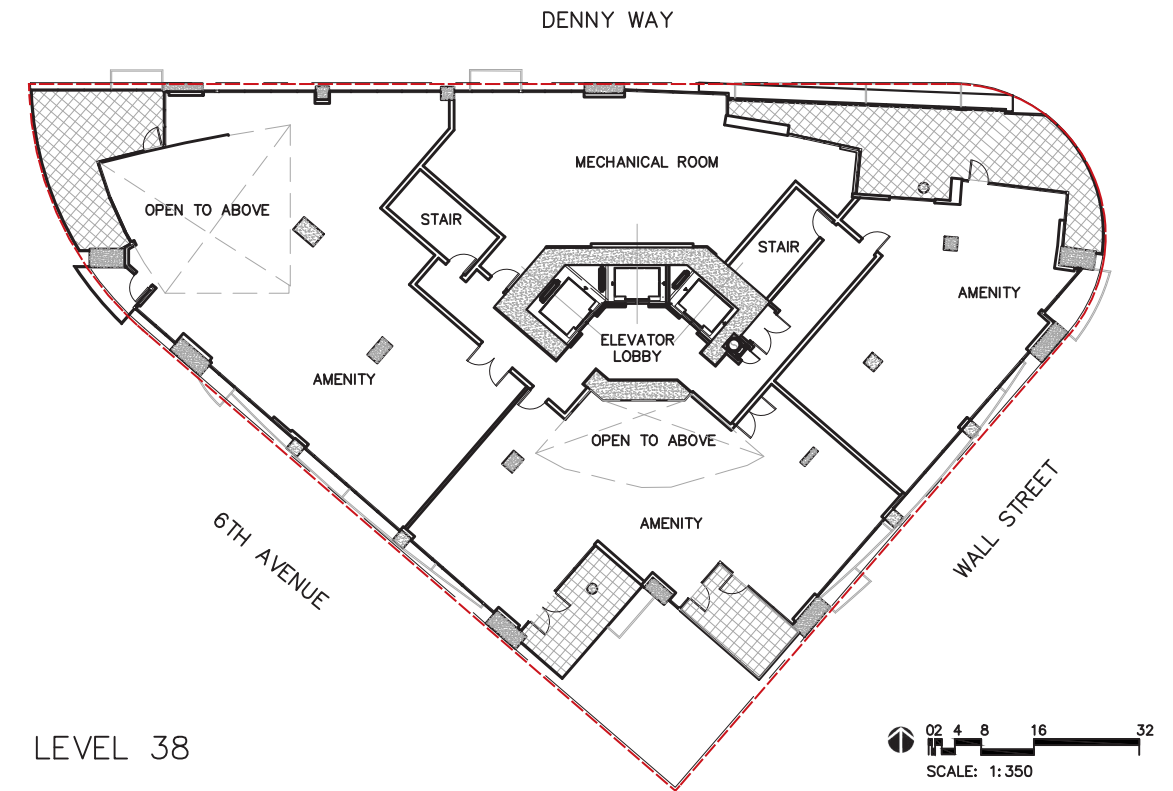 DENNY WAY
MECHANICAL ROOM
OPEN TO ABOVE
STAIR
STAIR
AMENITY
ELEVATOR
LOBBY
AMENITY
OPEN TO ABOVE
AMENITY
6TH AVENUE
WALL STREET
LEVEL 38
02 4 8 16 32
SCALE: 1:350